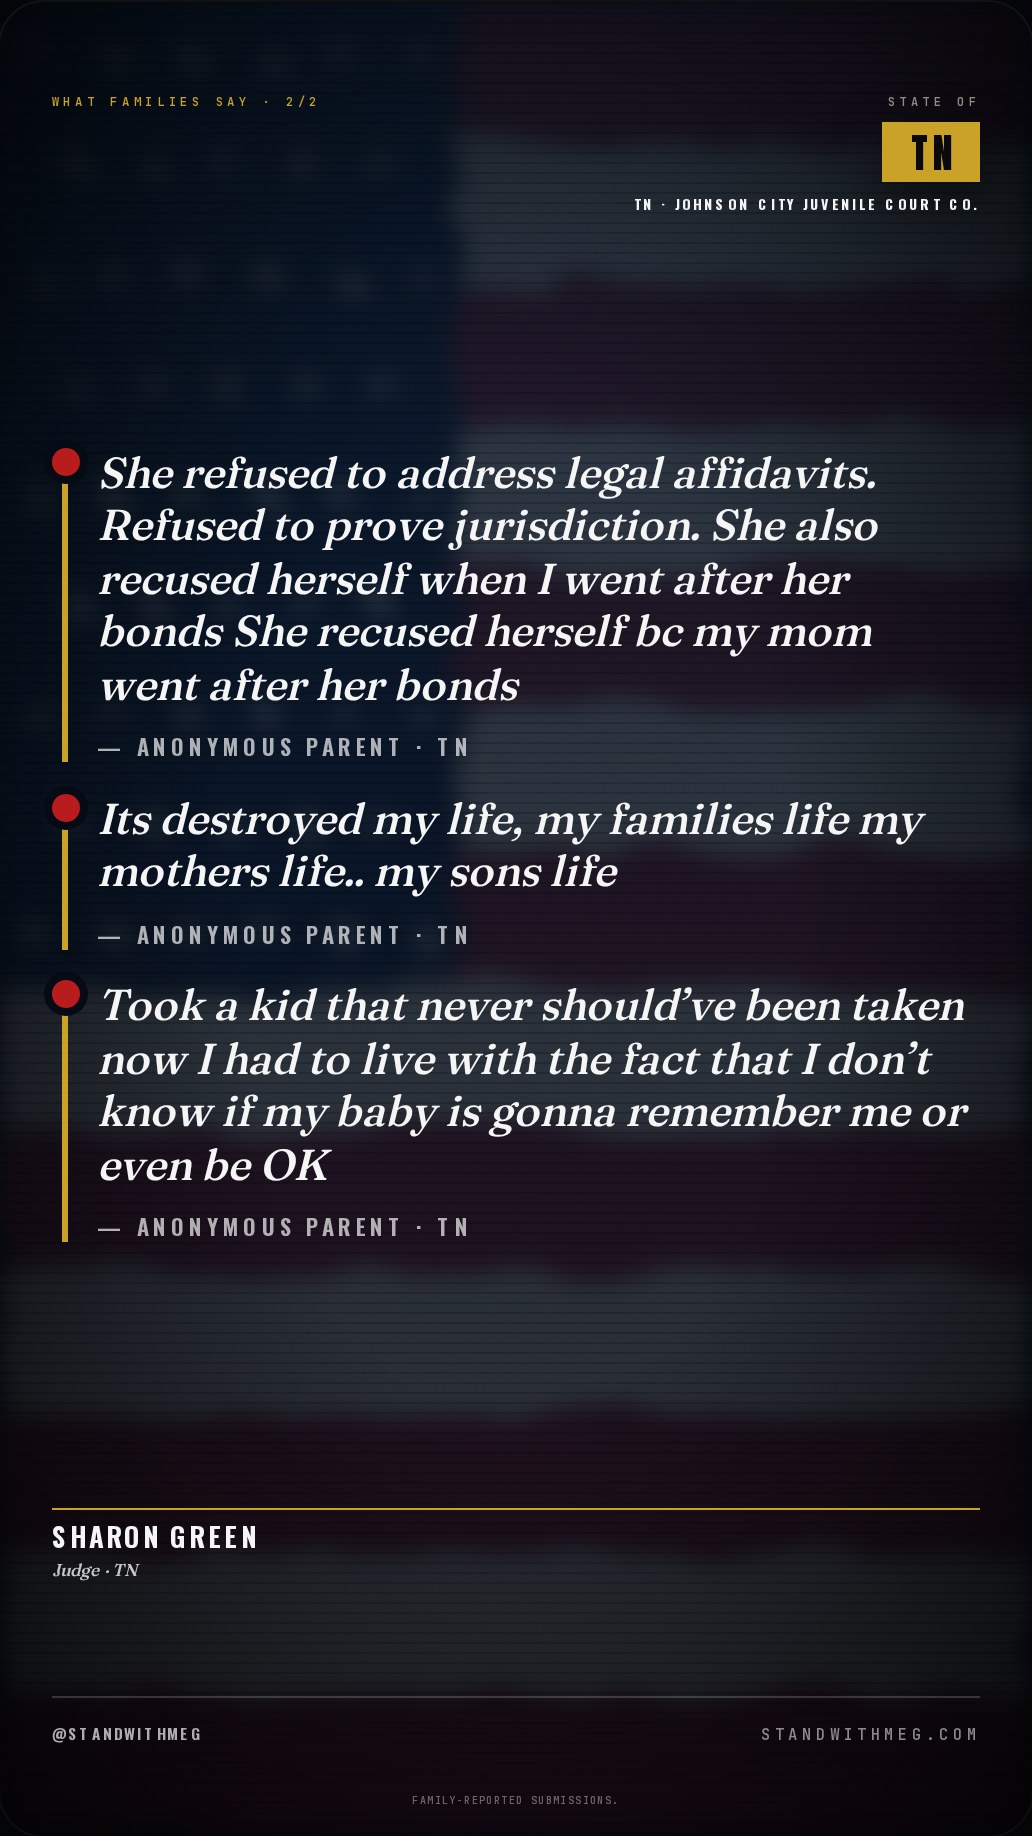 WHAT FAMILIES SAY · 2/2
STATE OF
TN
TN · JOHNSON CITY JUVENILE COURT CO.
She refused to address legal affidavits.
Refused to prove jurisdiction. She also
recused herself when I went after her
bonds She recused herself bc my mom
went after her bonds
— ANONYMOUS PARENT · TN
Its destroyed my life, my families life my
mothers life.. my sons life
— ANONYMOUS PARENT · TN
Took a kid that never should’ve been taken
now I had to live with the fact that I don’t
know if my baby is gonna remember me or
even be OK
— ANONYMOUS PARENT · TN
SHARON GREEN
Judge · TN
@STANDWITHMEG
STANDWITHMEG.COM
FAMILY-REPORTED SUBMISSIONS.